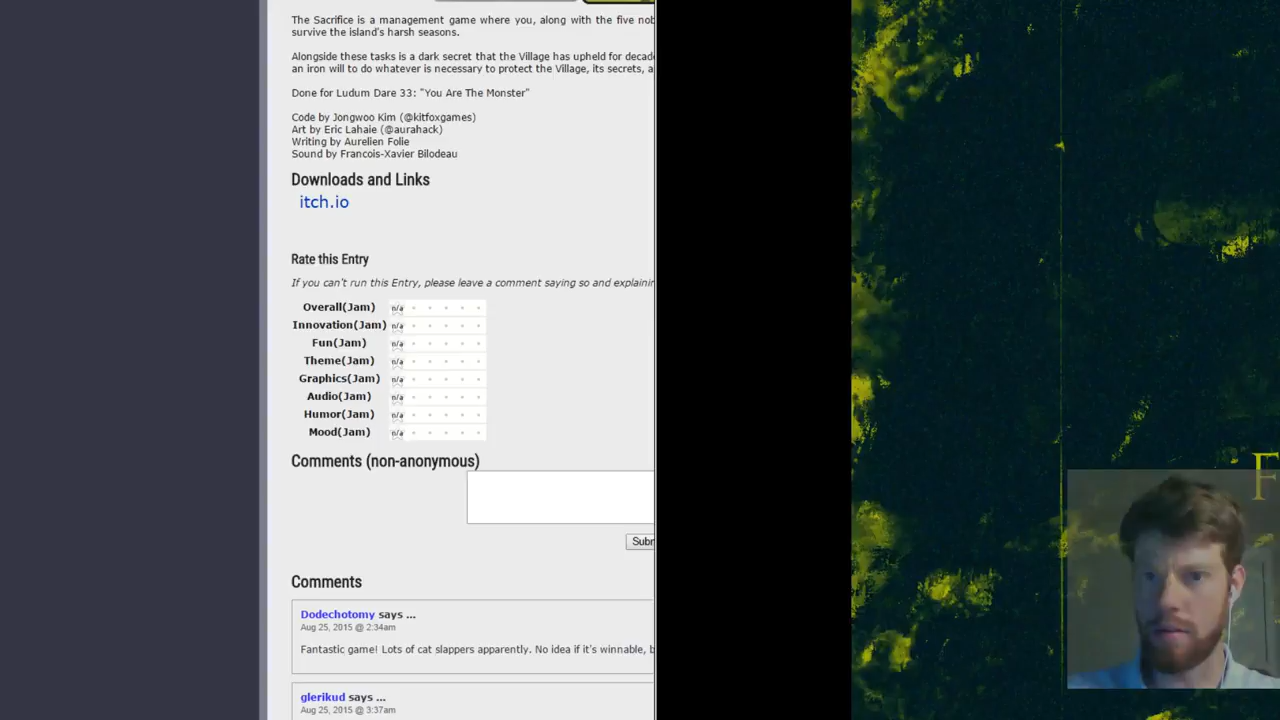 The Sacrifice is a management game where you, along with the five
survive the island's harsh seasons.
Alongside these tasks is a dark secret that the Village has upheld for
an iron will to do whatever is necessary to protect the Village, its secrets,
Done for Ludum Dare 33: "You Are The Monster"
Code by Jongwoo Kim (@kitfoxgames)
Art by Eric Lahaie (@aurahack)
Writing by Aurelien Folie
Sound by Francois-Xavier Bilodeau
Downloads and Links
itch.io
Rate this Entry
If you can't run this Entry, please leave a comment saying so and
Overall(Jam) n/a
Innovation(Jam) n/a
Fun(Jam) n/a
Theme(Jam) n/a
Graphics(Jam) n/a
Audio(Jam) n/a
Humor(Jam) n/a
Mood(Jam) n/a
Comments (non-anonymous)
Comments
Dodechotomy says ...
Aug 25, 2015 @ 2:34am
Fantastic game! Lots of cat slappers apparently. No idea if it's winnable,
glerikud says ...
Aug 25, 2015 @ 3:37am
F